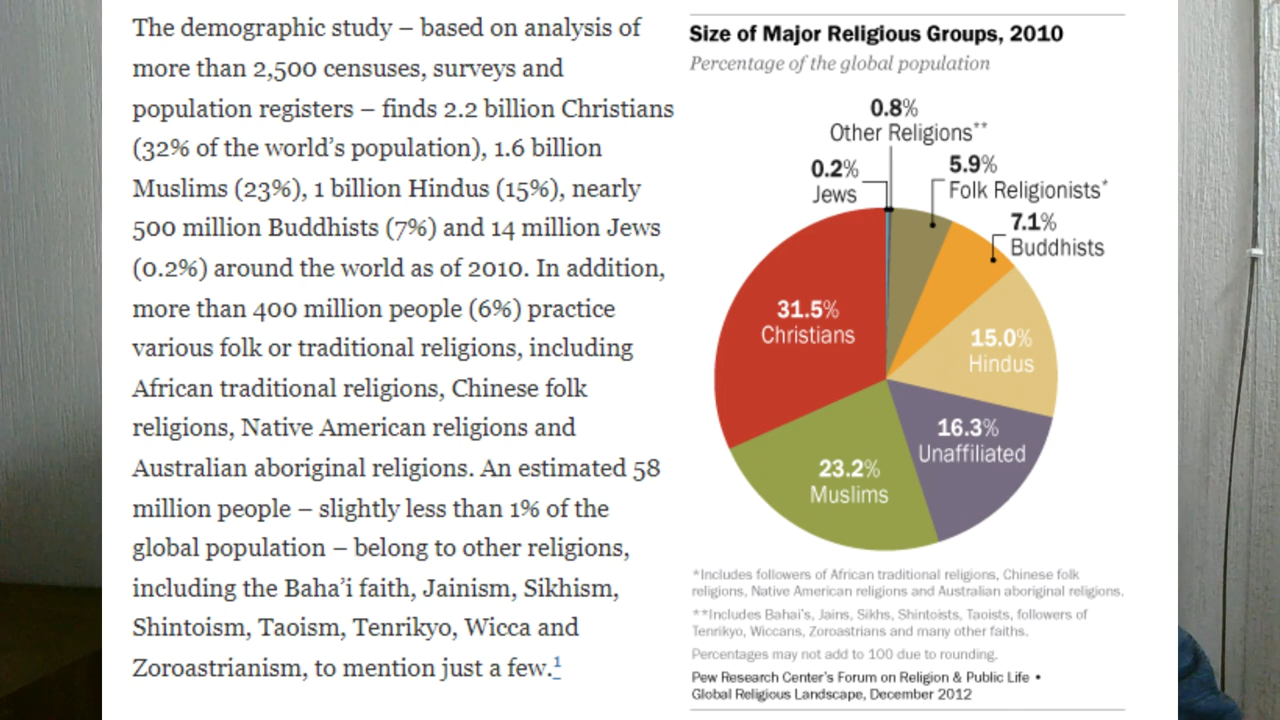 The demographic study – based on analysis of
more than 2,500 censuses, surveys and
population registers – finds 2.2 billion Christians
(32% of the world’s population), 1.6 billion
Muslims (23%), 1 billion Hindus (15%), nearly
500 million Buddhists (7%) and 14 million Jews
(0.2%) around the world as of 2010. In addition,
more than 400 million people (6%) practice
various folk or traditional religions, including
African traditional religions, Chinese folk
religions, Native American religions and
Australian aboriginal religions. An estimated 58
million people – slightly less than 1% of the
global population – belong to other religions,
including the Baha’i faith, Jainism, Sikhism,
Shintoism, Taoism, Tenrikyo, Wicca and
Zoroastrianism, to mention just a few.1
Size of Major Religious Groups, 2010
Percentage of the global population
0.8%
Other Religions**
0.2%
Jews
5.9%
Folk Religionists*
7.1%
Buddhists
31.5%
Christians
15.0%
Hindus
16.3%
Unaffiliated
23.2%
Muslims
*Includes followers of African traditional religions, Chinese folk
religions, Native American religions and Australian aboriginal religions.
**Includes Bahai’s, Jains, Sikhs, Shintoists, Taoists, followers of
Tenrikyo, Wiccans, Zoroastrians and many other faiths.
Percentages may not add to 100 due to rounding.
Pew Research Center’s Forum on Religion & Public Life •
Global Religious Landscape, December 2012